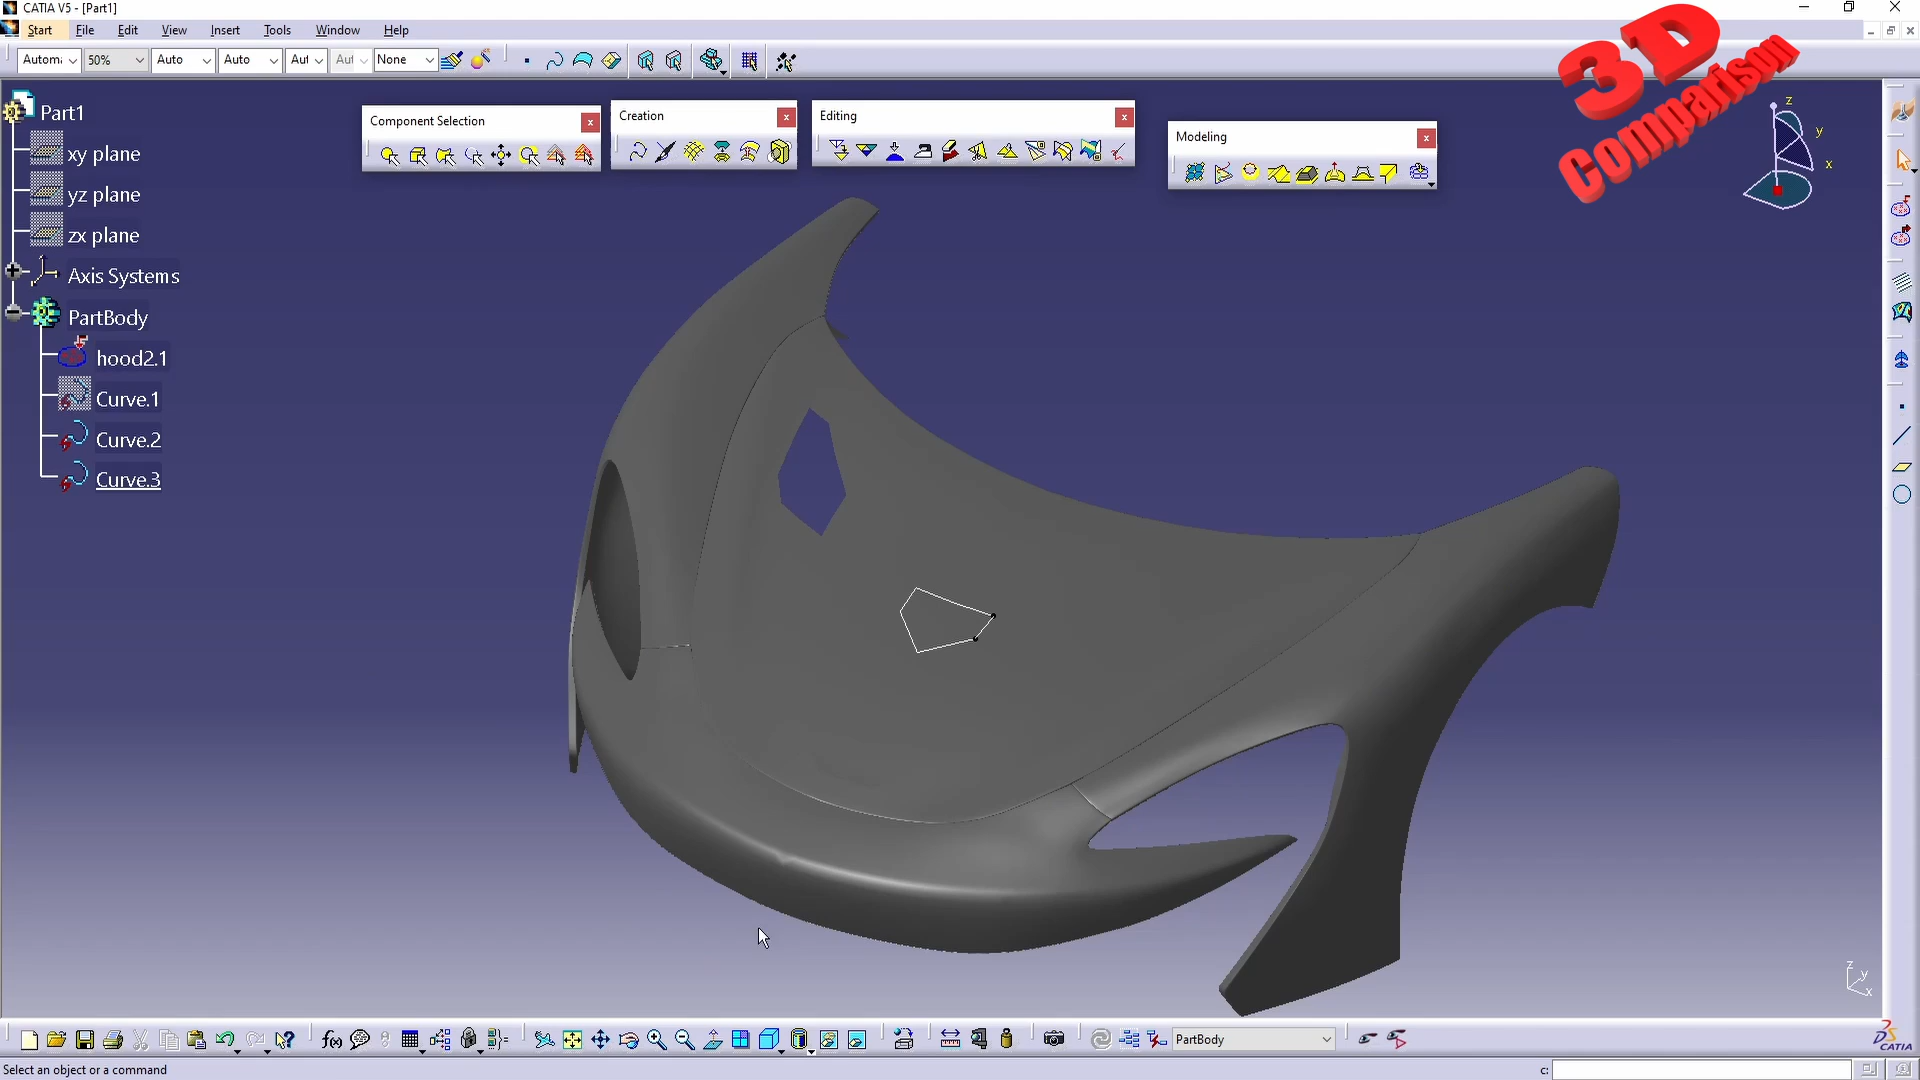 CATIA V5 - [Part1]
Start File Edit View Insert Tools Window Help
Automa 50% Auto Auto Aut Aut None
3D
Comparison
Part1
xy plane
yz plane
zx plane
Axis Systems
PartBody
hood2.1
Curve.1
Curve.2
Curve.3
Component Selection
Creation
Editing
Modeling
z
y
x
z
y
x
PartBody
CATIA
Select an object or a command
c: